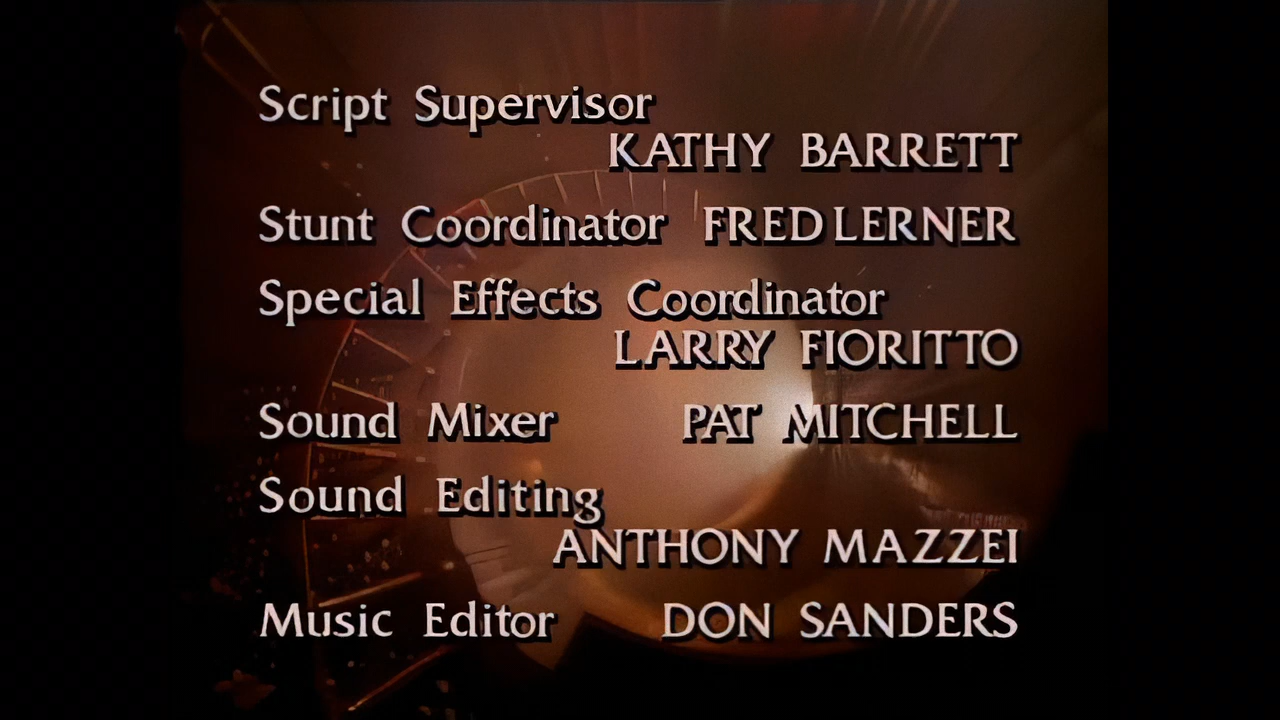 Script Supervisor
KATHY BARRETT
Stunt Coordinator FRED LERNER
Special Effects Coordinator
LARRY FIORITTO
Sound Mixer PAT MITCHELL
Sound Editing
ANTHONY MAZZEI
Music Editor DON SANDERS